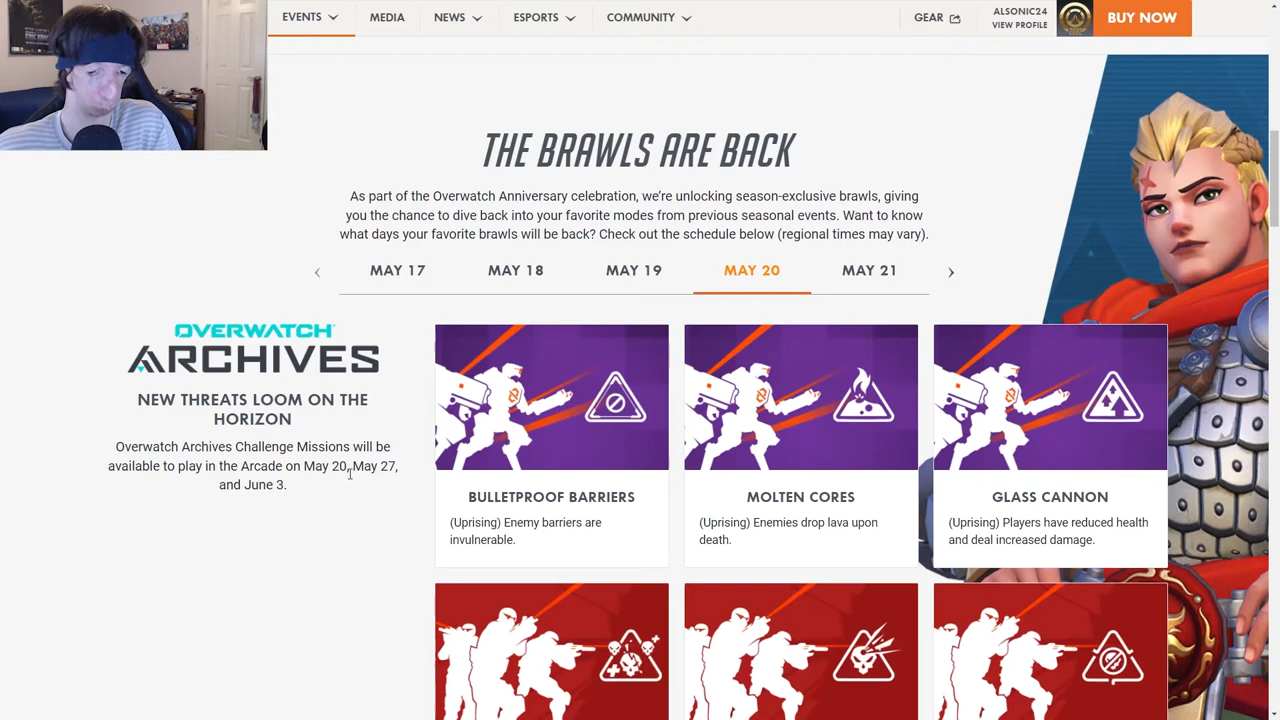 EVENTS
MEDIA
NEWS
ESPORTS
COMMUNITY
GEAR
ALSONIC24
VIEW PROFILE
BUY NOW
THE BRAWLS ARE BACK
As part of the Overwatch Anniversary celebration, we’re unlocking season-exclusive brawls, giving
you the chance to dive back into your favorite modes from previous seasonal events. Want to know
what days your favorite brawls will be back? Check out the schedule below (regional times may vary).
MAY 17
MAY 18
MAY 19
MAY 20
MAY 21
OVERWATCH
ARCHIVES
NEW THREATS LOOM ON THE
HORIZON
Overwatch Archives Challenge Missions will be
available to play in the Arcade on May 20, May 27,
and June 3.
BULLETPROOF BARRIERS
(Uprising) Enemy barriers are
invulnerable.
MOLTEN CORES
(Uprising) Enemies drop lava upon
death.
GLASS CANNON
(Uprising) Players have reduced health
and deal increased damage.